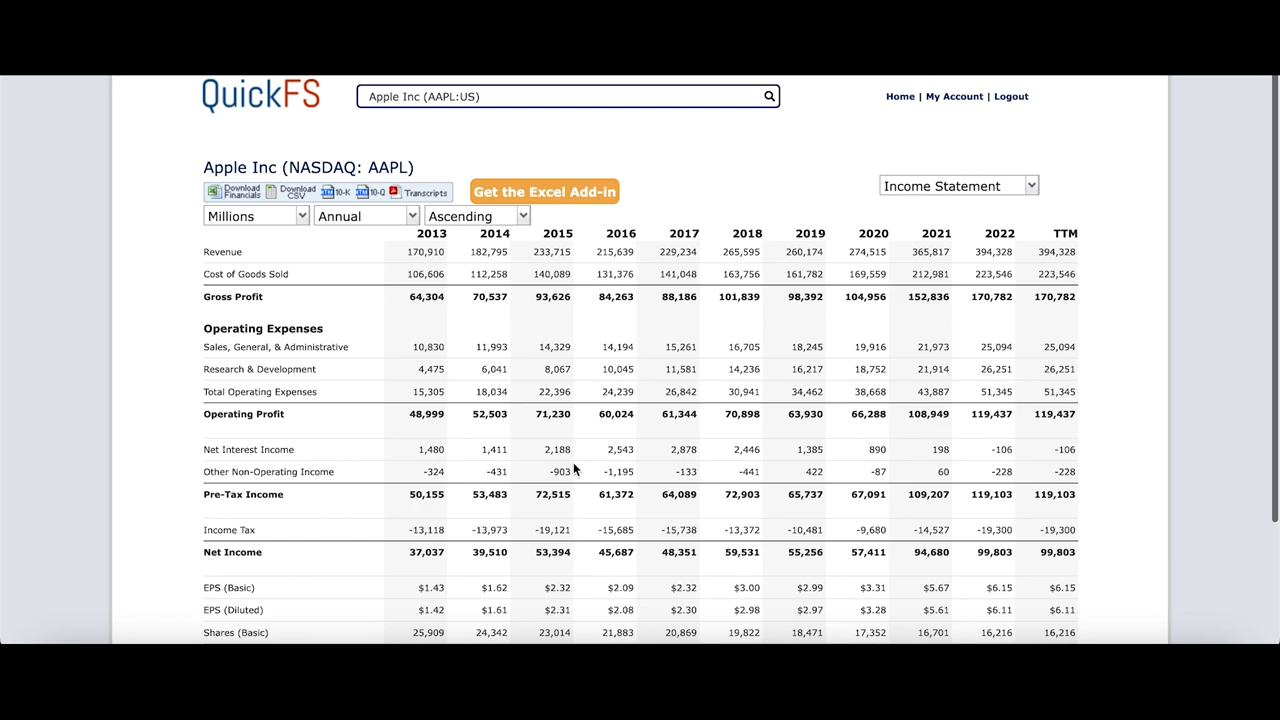 QuickFS
Apple Inc (AAPL:US)
Home | My Account | Logout
Apple Inc (NASDAQ: AAPL)
Download Financials Download CSV 10-K 10-Q Transcripts
Get the Excel Add-in
Income Statement
Millions Annual Ascending
2013 2014 2015 2016 2017 2018 2019 2020 2021 2022 TTM
Revenue 170,910 182,795 233,715 215,639 229,234 265,595 260,174 274,515 365,817 394,328 394,328
Cost of Goods Sold 106,606 112,258 140,089 131,376 141,048 163,756 161,782 169,559 212,981 223,546 223,546
Gross Profit 64,304 70,537 93,626 84,263 88,186 101,839 98,392 104,956 152,836 170,782 170,782
Operating Expenses
Sales, General, & Administrative 10,830 11,993 14,329 14,194 15,261 16,705 18,245 19,916 21,973 25,094 25,094
Research & Development 4,475 6,041 8,067 10,045 11,581 14,236 16,217 18,752 21,914 26,251 26,251
Total Operating Expenses 15,305 18,034 22,396 24,239 26,842 30,941 34,462 38,668 43,887 51,345 51,345
Operating Profit 48,999 52,503 71,230 60,024 61,344 70,898 63,930 66,288 108,949 119,437 119,437
Net Interest Income 1,480 1,411 2,188 2,543 2,878 2,446 1,385 890 198 -106 -106
Other Non-Operating Income -324 -431 -903 -1,195 -133 -441 422 -87 60 -228 -228
Pre-Tax Income 50,155 53,483 72,515 61,372 64,089 72,903 65,737 67,091 109,207 119,103 119,103
Income Tax -13,118 -13,973 -19,121 -15,685 -15,738 -13,372 -10,481 -9,680 -14,527 -19,300 -19,300
Net Income 37,037 39,510 53,394 45,687 48,351 59,531 55,256 57,411 94,680 99,803 99,803
EPS (Basic) $1.43 $1.62 $2.32 $2.09 $2.32 $3.00 $2.99 $3.31 $5.67 $6.15 $6.15
EPS (Diluted) $1.42 $1.61 $2.31 $2.08 $2.30 $2.98 $2.97 $3.28 $5.61 $6.11 $6.11
Shares (Basic) 25,909 24,342 23,014 21,883 20,869 19,822 18,471 17,352 16,701 16,216 16,216